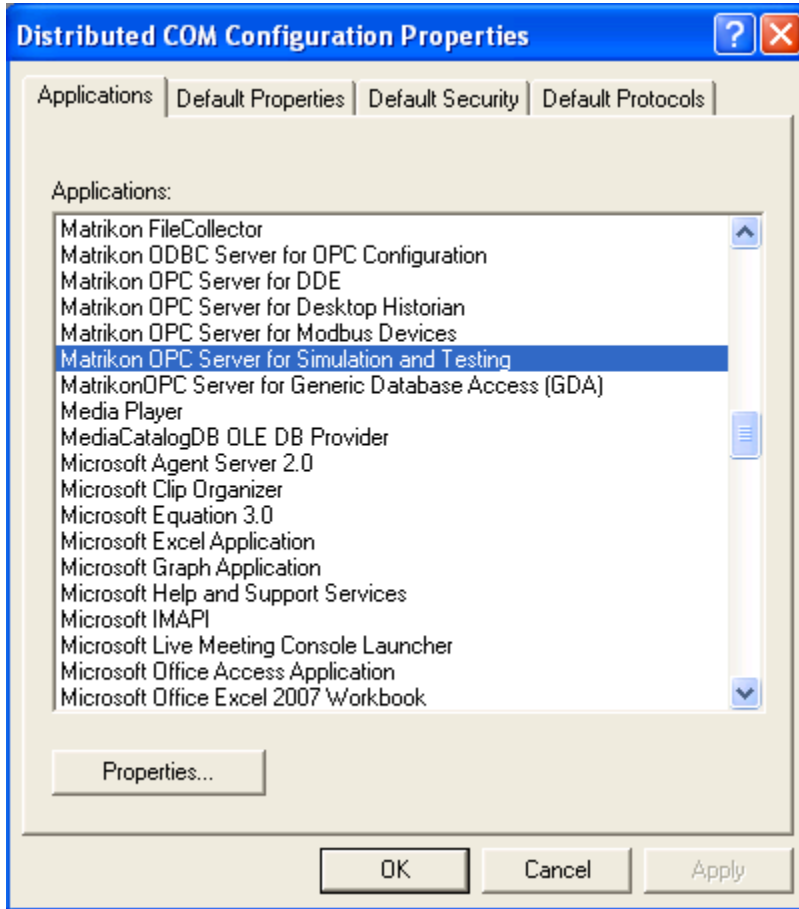 Distributed COM Configuration Properties
Applications Default Properties Default Security Default Protocols
Applications:
Matrikon FileCollector
Matrikon ODBC Server for OPC Configuration
Matrikon OPC Server for DDE
Matrikon OPC Server for Desktop Historian
Matrikon OPC Server for Modbus Devices
Matrikon OPC Server for Simulation and Testing
MatrikonOPC Server for Generic Database Access (GDA)
Media Player
MediaCatalogDB OLE DB Provider
Microsoft Agent Server 2.0
Microsoft Clip Organizer
Microsoft Equation 3.0
Microsoft Excel Application
Microsoft Graph Application
Microsoft Help and Support Services
Microsoft IMAPI
Microsoft Live Meeting Console Launcher
Microsoft Office Access Application
Microsoft Office Excel 2007 Workbook
Properties...
OK Cancel Apply